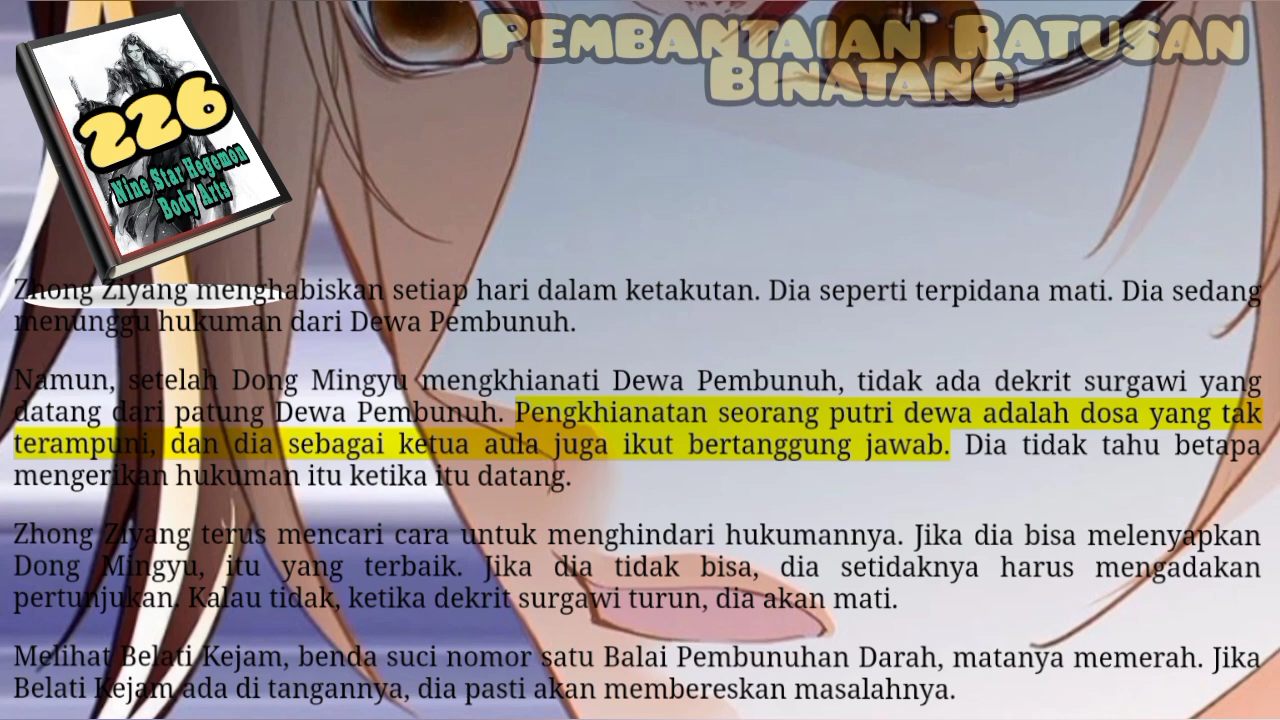 Pembantaian Ratusan
Binatang
226
Nine Star Hegemon
Body Arts
Zhong Ziyang menghabiskan setiap hari dalam ketakutan. Dia seperti terpidana mati. Dia sedang
menunggu hukuman dari Dewa Pembunuh.
Namun, setelah Dong Mingyu mengkhianati Dewa Pembunuh, tidak ada dekrit surgawi yang
datang dari patung Dewa Pembunuh. Pengkhianatan seorang putri dewa adalah dosa yang tak
terampuni, dan dia sebagai ketua aula juga ikut bertanggung jawab. Dia tidak tahu betapa
mengerikan hukuman itu ketika itu datang.
Zhong Ziyang terus mencari cara untuk menghindari hukumannya. Jika dia bisa melenyapkan
Dong Mingyu, itu yang terbaik. Jika dia tidak bisa, dia setidaknya harus mengadakan
pertunjukan. Kalau tidak, ketika dekrit surgawi turun, dia akan mati.
Melihat Belati Kejam, benda suci nomor satu Balai Pembunuhan Darah, matanya memerah. Jika
Belati Kejam ada di tangannya, dia pasti akan membereskan masalahnya.